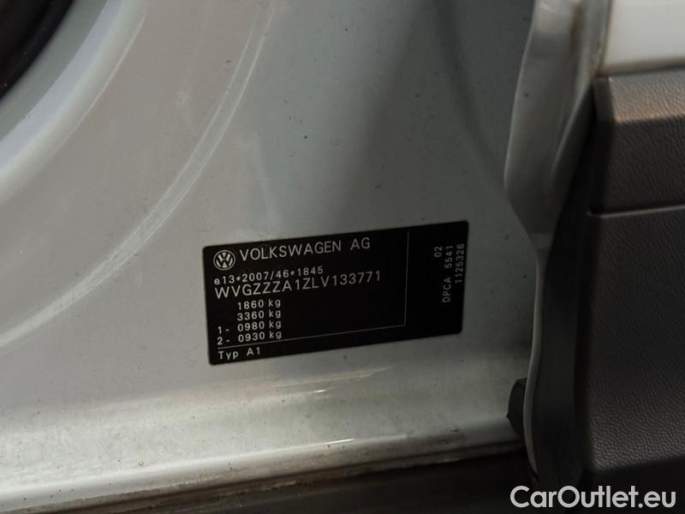 VOLKSWAGEN AG
e13*2007/46*1845
WVGZZZA1ZLV133771
1860 kg
3360 kg
1- 0980 kg
2- 0930 kg
Typ A1
02
DPCA 5541
1125326
CarOutlet.eu